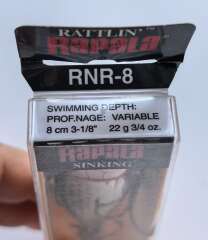 RATTLIN'
Rapala
RNR-8
SWIMMING DEPTH:
PROF.NAGE: VARIABLE
8 cm 3-1/8" 22 g 3/4 oz.
Rapala
SINKING